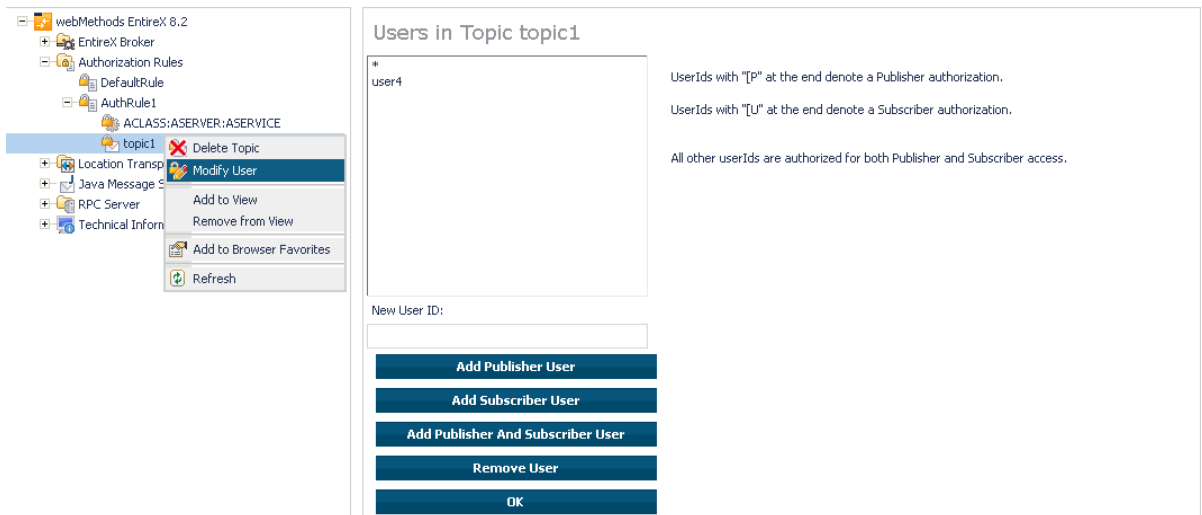 webMethods EntireX 8.2
EntireX Broker
Authorization Rules
DefaultRule
AuthRule1
ACLASS:ASERVER:ASERVICE
topic1
Location Transp
Java Message S
RPC Server
Technical Inforn
Delete Topic
Modify User
Add to View
Remove from View
Add to Browser Favorites
Refresh
Users in Topic topic1
*
user4
UserIds with "[P" at the end denote a Publisher authorization.
UserIds with "[U" at the end denote a Subscriber authorization.
All other userIds are authorized for both Publisher and Subscriber access.
New User ID:
Add Publisher User
Add Subscriber User
Add Publisher And Subscriber User
Remove User
OK